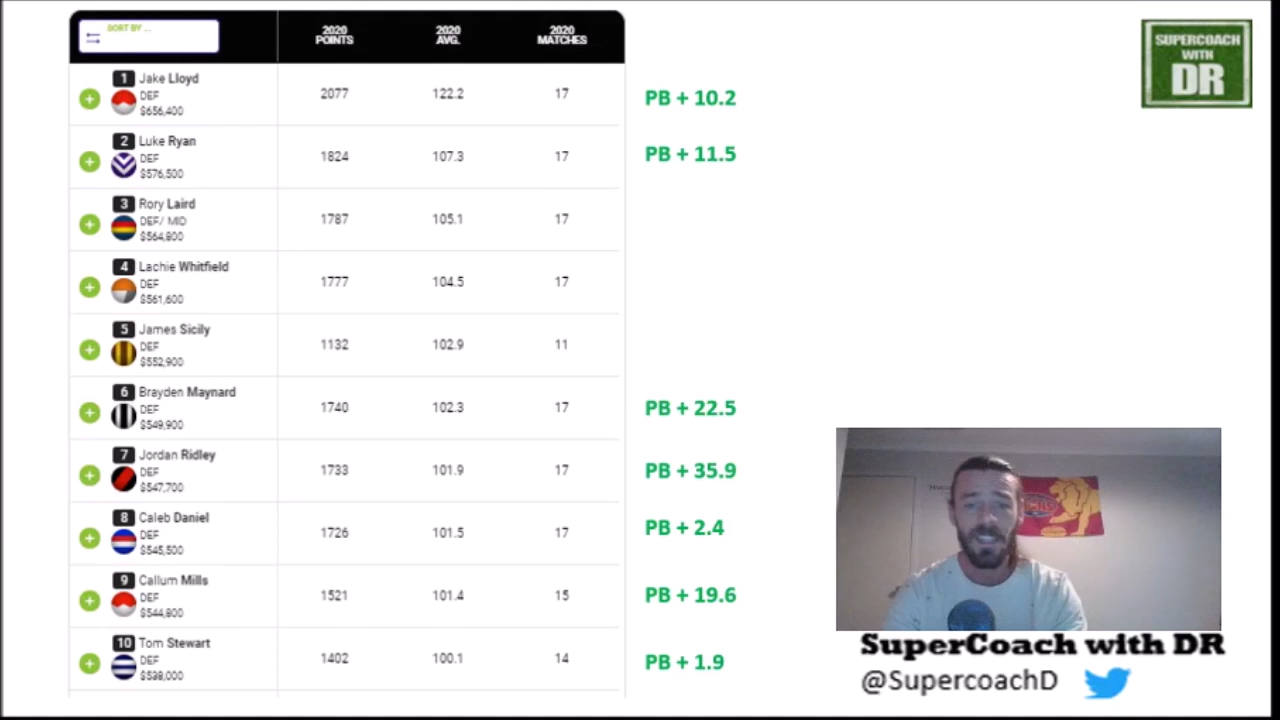 SORT BY ...
2020 POINTS
2020 AVG.
2020 MATCHES
SUPERCOACH
WITH
DR
1 Jake Lloyd
DEF
$656,400
2077 122.2 17
PB + 10.2
2 Luke Ryan
DEF
$576,500
1824 107.3 17
PB + 11.5
3 Rory Laird
DEF/ MID
$564,800
1787 105.1 17
4 Lachie Whitfield
DEF
$561,600
1777 104.5 17
5 James Sicily
DEF
$552,900
1132 102.9 11
6 Brayden Maynard
DEF
$549,900
1740 102.3 17
PB + 22.5
7 Jordan Ridley
DEF
$547,700
1733 101.9 17
PB + 35.9
8 Caleb Daniel
DEF
$545,500
1726 101.5 17
PB + 2.4
9 Callum Mills
DEF
$544,800
1521 101.4 15
PB + 19.6
10 Tom Stewart
DEF
$538,000
1402 100.1 14
PB + 1.9
SuperCoach with DR
@SupercoachD